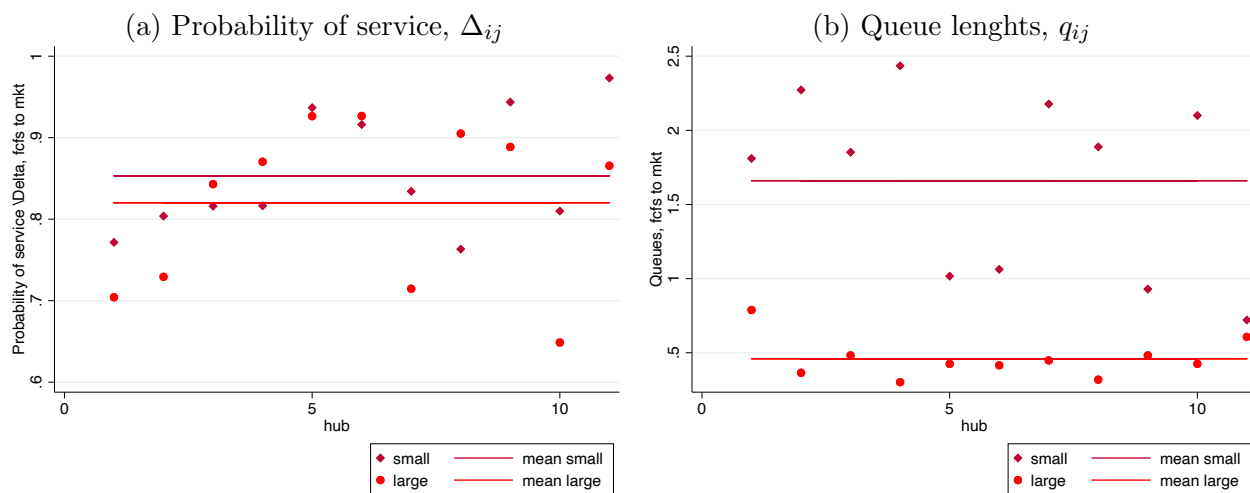 (a) Probability of service, Δij
Probability of service \Delta, fcfs to mkt
1
.9
.8
.7
.6
0 5 10
hub
small mean small
large mean large
(b) Queue lenghts, qij
Queues, fcfs to mkt
2.5
2
1.5
1
.5
0 5 10
hub
small mean small
large mean large